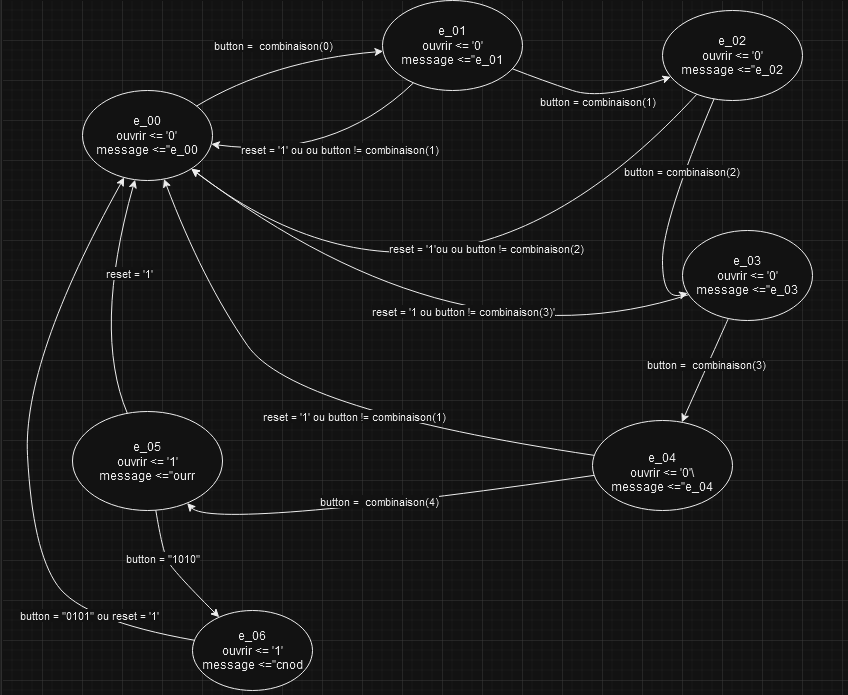 e_01
ouvrir <= '0'
message <="e_01
e_02
ouvrir <= '0'
message <="e_02
button =  combinaison(0)
button = combinaison(1)
e_00
ouvrir <= '0'
message <="e_00
reset = '1' ou ou button != combinaison(1)
button = combinaison(2)
reset = '1'ou ou button != combinaison(2)
e_03
ouvrir <= '0'
message <="e_03
reset = '1'
reset = '1 ou button != combinaison(3)'
button =  combinaison(3)
reset = '1' ou button != combinaison(1)
e_05
ouvrir <= '1'
message <="ourr
e_04
ouvrir <= '0'\
message <="e_04
button =  combinaison(4)
button = "1010"
button = "0101" ou reset = '1'
e_06
ouvrir <= '1'
message <="cnod